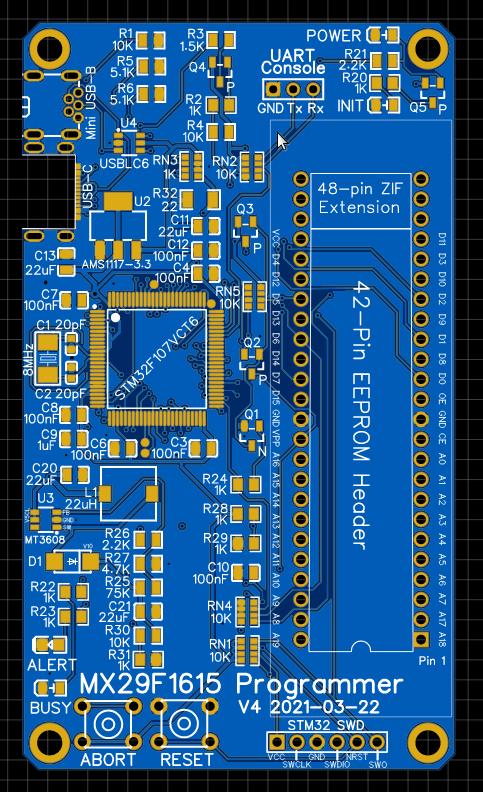 R1
10K
R3
1.5K
POWER
R5
5.1K
Q4
P
UART
Console
R21
2.2K
R6
5.1K
R20
1K
Q5
P
Mini USB-B
R2
1K
GND Tx Rx
INIT
U4
R4
10K
USBLC6
RN3
RN2
10K
USB-C
R32
22
48-pin ZIF
Extension
U2
C11
22uF
Q3
P
C12
100nF
VCC
D11
C13
22uF
AMS1117-3.3
C4
100nF
D4
D3
D12
D10
C7
100nF
RN5
D5
D2
C1 20pF
D13
D9
8MHz
STM32F107VCT6
D6
D1
Q2
P
D14
D8
D7
D0
C2 20pF
D15
OE
C8
100nF
Q1
N
GND
GND
C9
1uF
VPP
CE
C6
100nF
C3
100nF
A16
A0
C20
22uF
R24
1K
A15
A1
L1
22uH
A14
A2
U3
R28
1K
A13
A3
FB
GND
SW
MT3608
R26
2.2K
R29
1K
A12
A4
D1
V10
R27
4.7K
A11
A5
R22
1K
R25
75K
C10
100nF
A10
A6
R23
1K
C21
22uF
RN4
10K
A9
A7
A8
A17
ALERT
R30
10K
RN1
10K
A19
A18
R31
1K
Pin 1
42-Pin EEPROM Header
BUSY
MX29F1615 Programmer
V4 2021-03-22
STM32 SWD
ABORT
RESET
VCC
GND
NRST
SWCLK
SWDIO
SWO